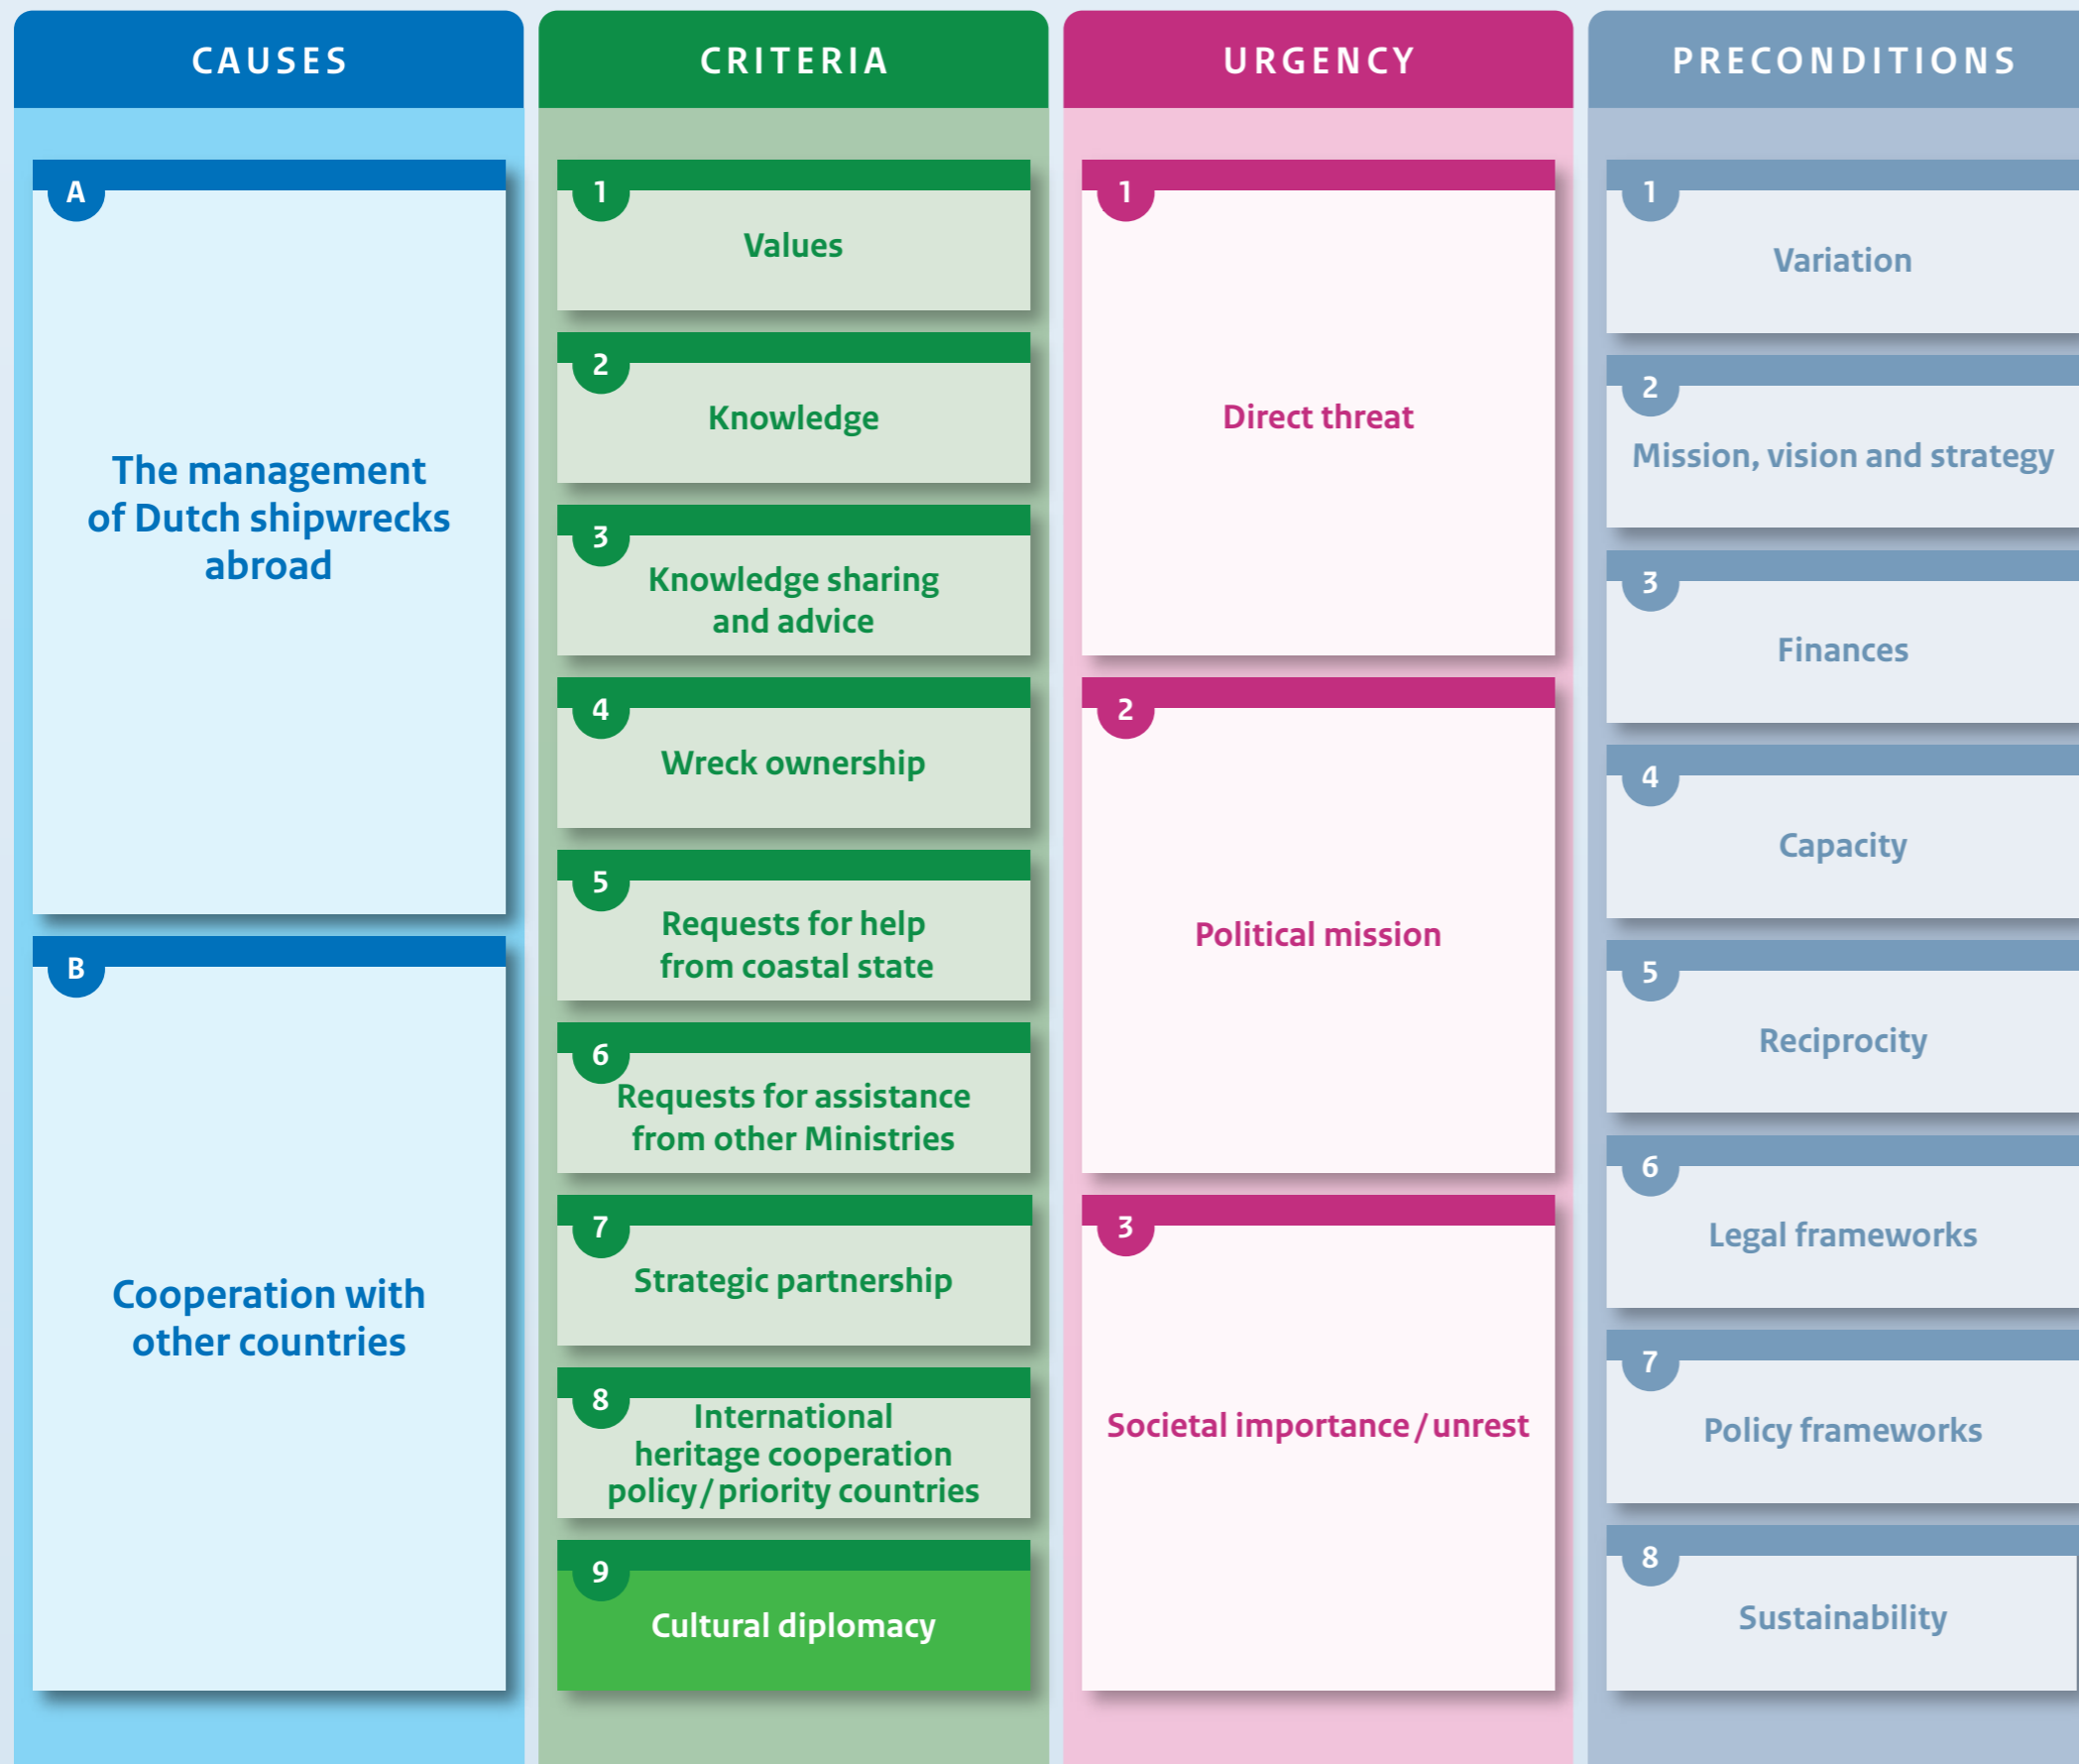 CAUSES
A
The management
of Dutch shipwrecks
abroad
B
Cooperation with
other countries
CRITERIA
1
Values
2
Knowledge
3
Knowledge sharing
and advice
4
Wreck ownership
5
Requests for help
from coastal state
6
Requests for assistance
from other Ministries
7
Strategic partnership
8
International
heritage cooperation
policy/priority countries
9
Cultural diplomacy
URGENCY
1
Direct threat
2
Political mission
3
Societal importance/unrest
PRECONDITIONS
1
Variation
2
Mission, vision and strategy
3
Finances
4
Capacity
5
Reciprocity
6
Legal frameworks
7
Policy frameworks
8
Sustainability